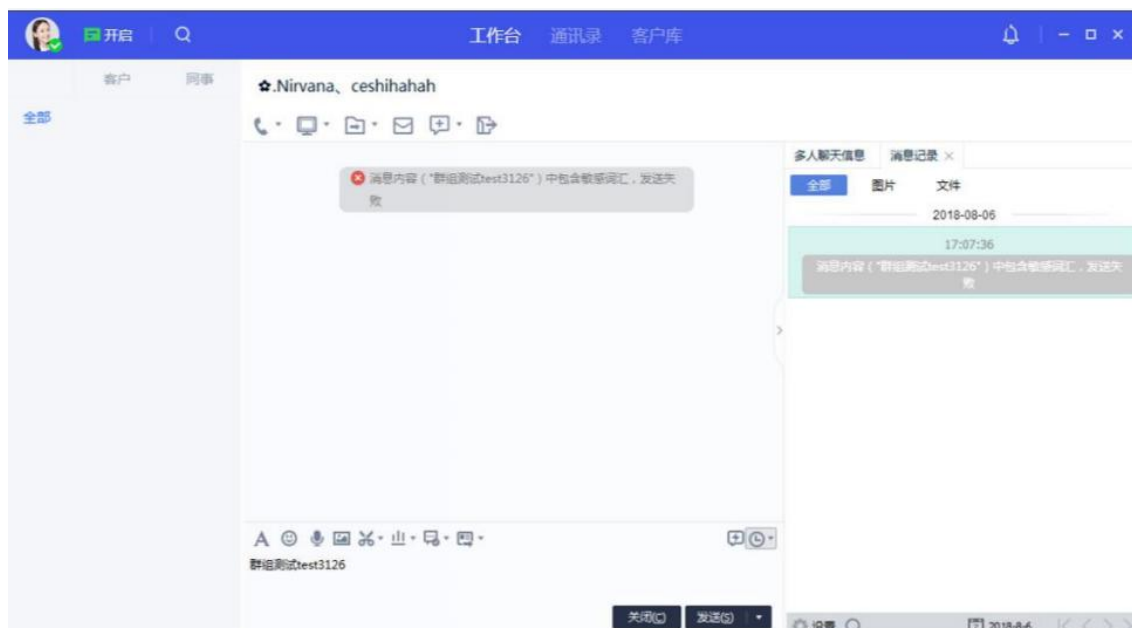 开启
工作台 通讯录 客户库
客户 同事
全部
✿.Nirvana、ceshihahah
消息内容（"群组测试test3126"）中包含敏感词汇，发送失
败
多人聊天信息 消息记录
全部 图片 文件
2018-08-06
17:07:36
消息内容（"群组测试test3126"）中包含敏感词汇，发送失
败
群组测试test3126
关闭(C) 发送(S)
设置 2018-8-6